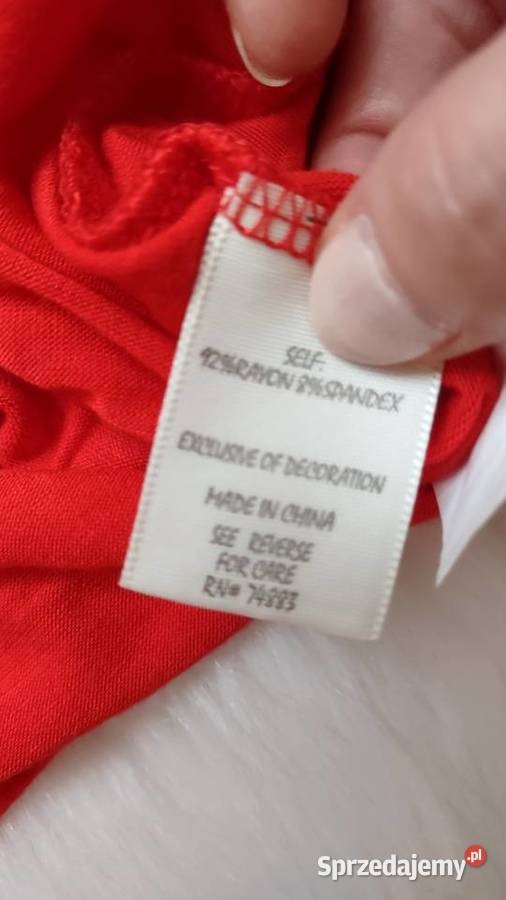 SELF:
92%RAYON 8%SPANDEX
EXCLUSIVE OF DECORATION
MADE IN CHINA
SEE REVERSE
FOR CARE
RN# 74883
Sprzedajemy.pl